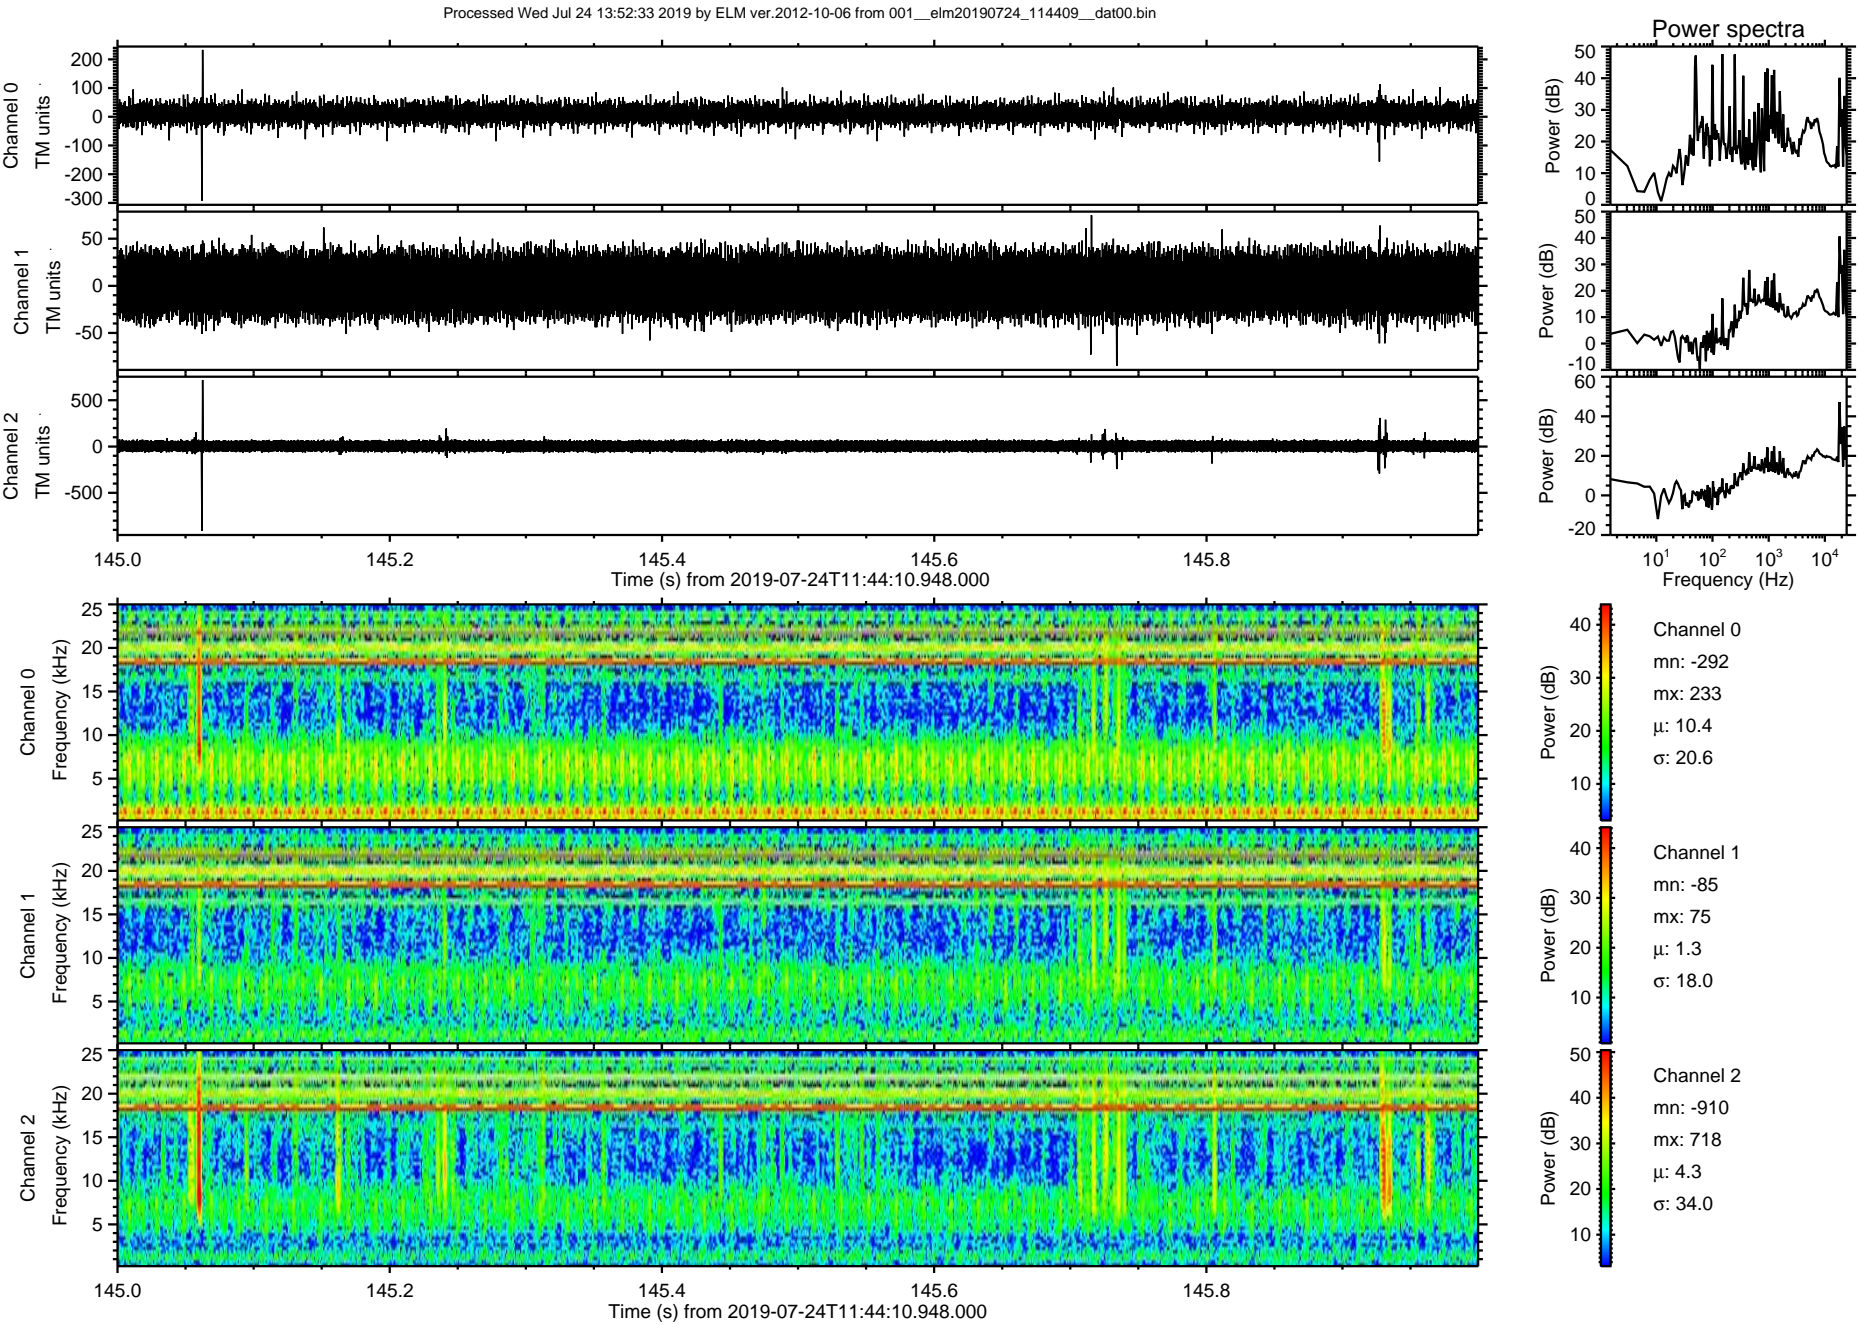 Processed Wed Jul 24 13:52:33 2019 by ELM ver.2012-10-06 from 001__elm20190724_114409__dat00.bin
Power spectra
Channel 0
TM units
200
100
0
-100
-200
-300
Power (dB)
50
40
30
20
10
0
Channel 1
TM units
50
0
-50
Power (dB)
50
40
30
20
10
0
-10
Channel 2
TM units
500
0
-500
Power (dB)
60
40
20
0
-20
145.0 145.2 145.4 145.6 145.8
Time (s) from 2019-07-24T11:44:10.948.000
10^1 10^2 10^3 10^4
Frequency (Hz)
Channel 0
Frequency (kHz)
25
20
15
10
5
Power (dB)
40
30
20
10
Channel 0
mn: -292
mx: 233
μ: 10.4
σ: 20.6
Channel 1
Frequency (kHz)
25
20
15
10
5
Power (dB)
40
30
20
10
Channel 1
mn: -85
mx: 75
μ: 1.3
σ: 18.0
Channel 2
Frequency (kHz)
25
20
15
10
5
Power (dB)
50
40
30
20
10
Channel 2
mn: -910
mx: 718
μ: 4.3
σ: 34.0
145.0 145.2 145.4 145.6 145.8
Time (s) from 2019-07-24T11:44:10.948.000